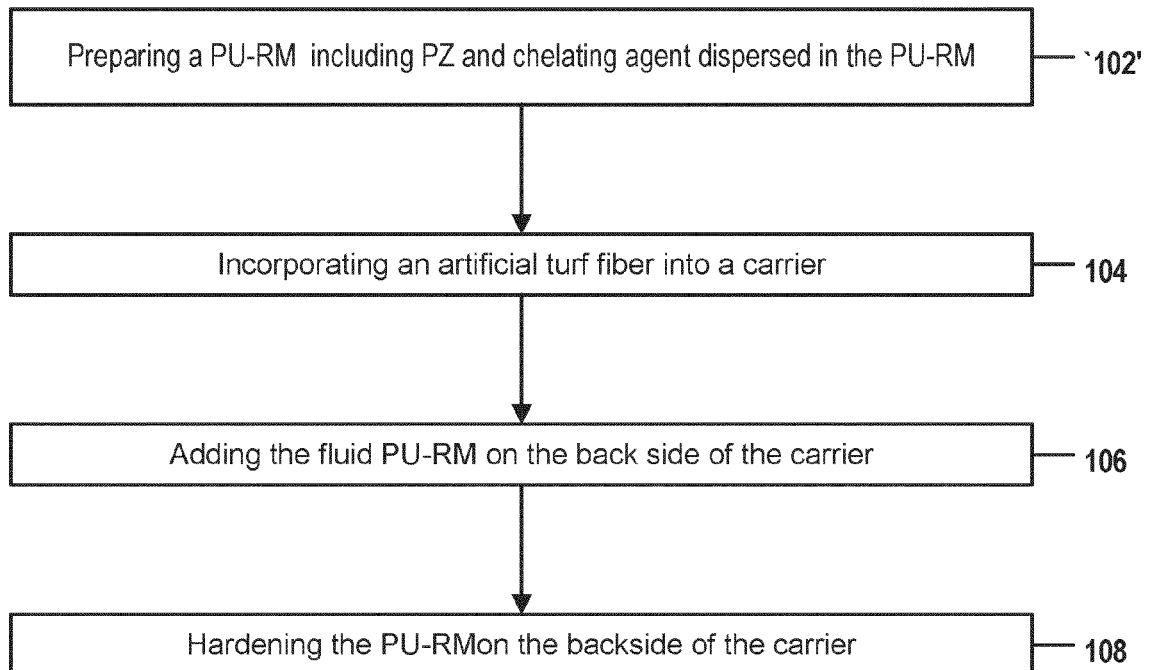 Preparing a PU-RM including PZ and chelating agent dispersed in the PU-RM `102'
Incorporating an artificial turf fiber into a carrier 104
Adding the fluid PU-RM on the back side of the carrier 106
Hardening the PU-RMon the backside of the carrier 108